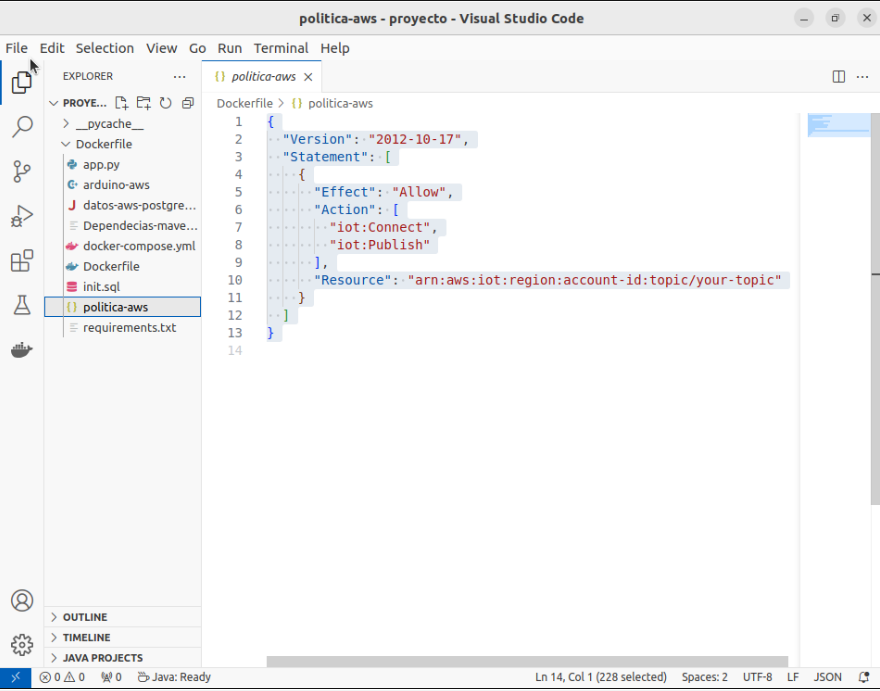 politica-aws - proyecto - Visual Studio Code
File Edit Selection View Go Run Terminal Help
EXPLORER
PROYE...
__pycache__
Dockerfile
app.py
arduino-aws
datos-aws-postgre...
Dependecias-mave...
docker-compose.yml
Dockerfile
init.sql
politica-aws
requirements.txt
OUTLINE
TIMELINE
JAVA PROJECTS
politica-aws
Dockerfile > {} politica-aws
1 {
2 "Version": "2012-10-17",
3 "Statement": [
4 {
5 "Effect": "Allow",
6 "Action": [
7 "iot:Connect",
8 "iot:Publish"
9 ],
10 "Resource": "arn:aws:iot:region:account-id:topic/your-topic"
11 }
12 ]
13 }
14
0 0 0 Java: Ready Ln 14, Col 1 (228 selected) Spaces: 2 UTF-8 LF JSON